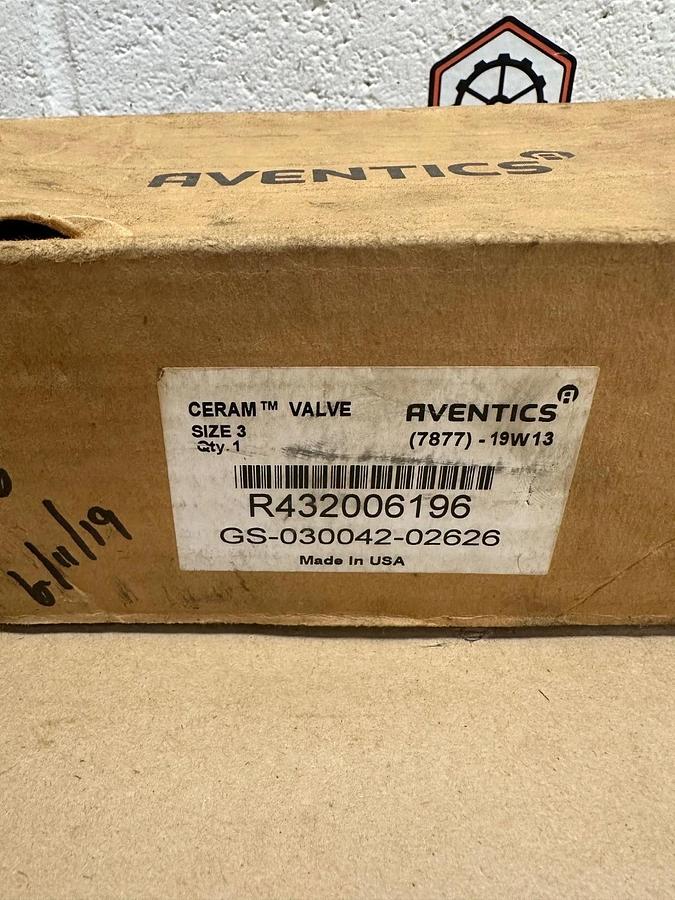 AVENTICS
CERAM™ VALVE
SIZE 3
Qty. 1
AVENTICS
(7877) - 19W13
R432006196
GS-030042-02626
Made In USA
6/11/19